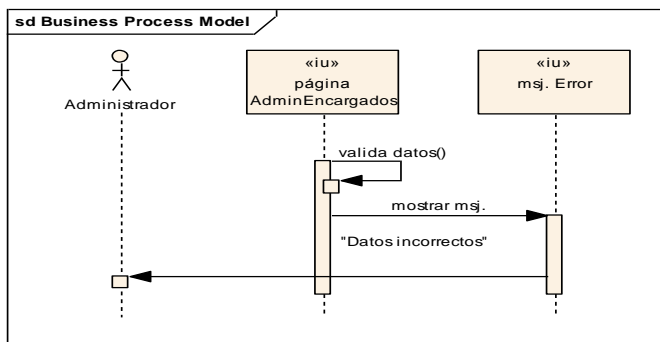 sd Business Process Model
Administrador
«iu»
página
AdminEncargados
«iu»
msj. Error
valida datos()
mostrar msj.
"Datos incorrectos"